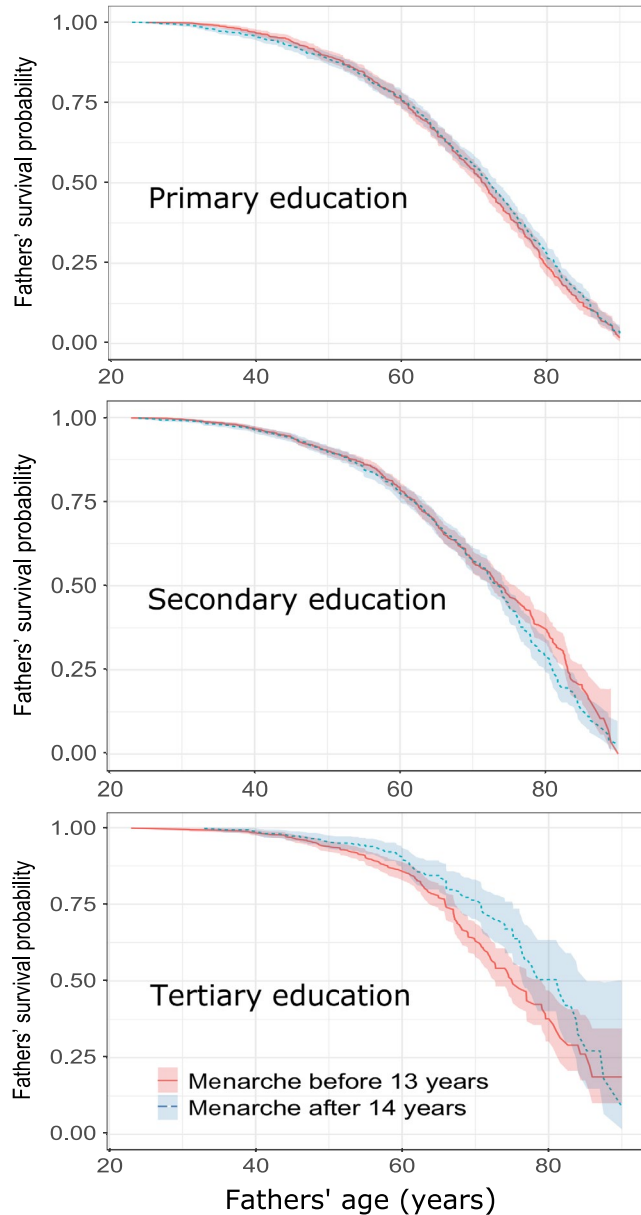 1.00
0.75
0.50
0.25
0.00
Fathers' survival probability
Primary education
20 40 60 80
1.00
0.75
0.50
0.25
0.00
Fathers' survival probability
Secondary education
20 40 60 80
1.00
0.75
0.50
0.25
0.00
Fathers' survival probability
Tertiary education
Menarche before 13 years
Menarche after 14 years
20 40 60 80
Fathers' age (years)